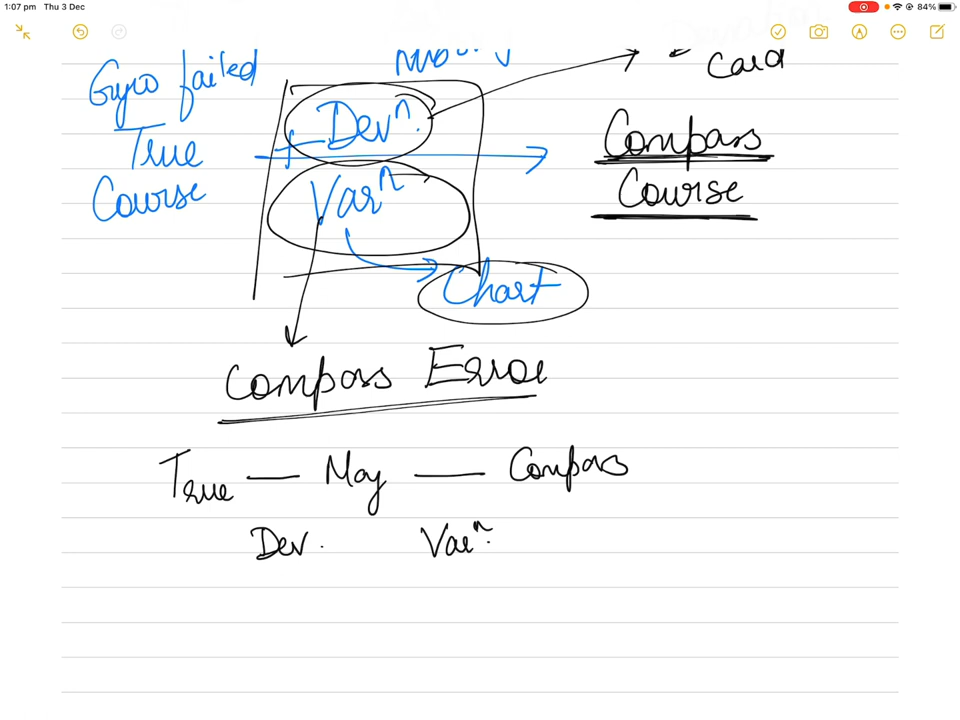 1:07 pm Thu 3 Dec
84%
Gyro failed
True
Course
Devⁿ.
Varⁿ
Chart
Card
Compass
Course
Compass Error
True — Mag — Compass
Dev. Varⁿ.